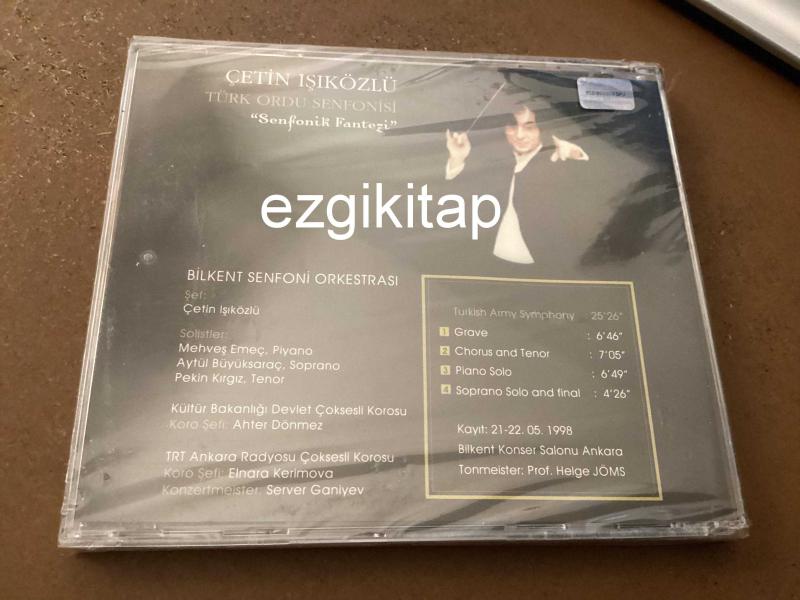 ÇETİN IŞIKÖZLÜ
TÜRK ORDU SENFONİSİ
"Senfonik Fantezi"
ezgikitap
BİLKENT SENFONİ ORKESTRASI
Şef:
Çetin Işıközlü
Solistler:
Mehveş Emeç, Piyano
Aytül Büyüksaraç, Soprano
Pekin Kırgız, Tenor
Kültür Bakanlığı Devlet Çoksesli Korosu
Koro Şefi: Ahter Dönmez
TRT Ankara Radyosu Çoksesli Korosu
Koro Şefi: Elnara Kerimova
Konzertmeister: Server Ganiyev
Turkish Army Symphony 25'26"
1 Grave : 6'46"
2 Chorus and Tenor : 7'05"
3 Piano Solo : 6'49"
4 Soprano Solo and final : 4'26"
Kayıt: 21-22. 05. 1998
Bilkent Konser Salonu Ankara
Tonmeister: Prof. Helge JÖMS